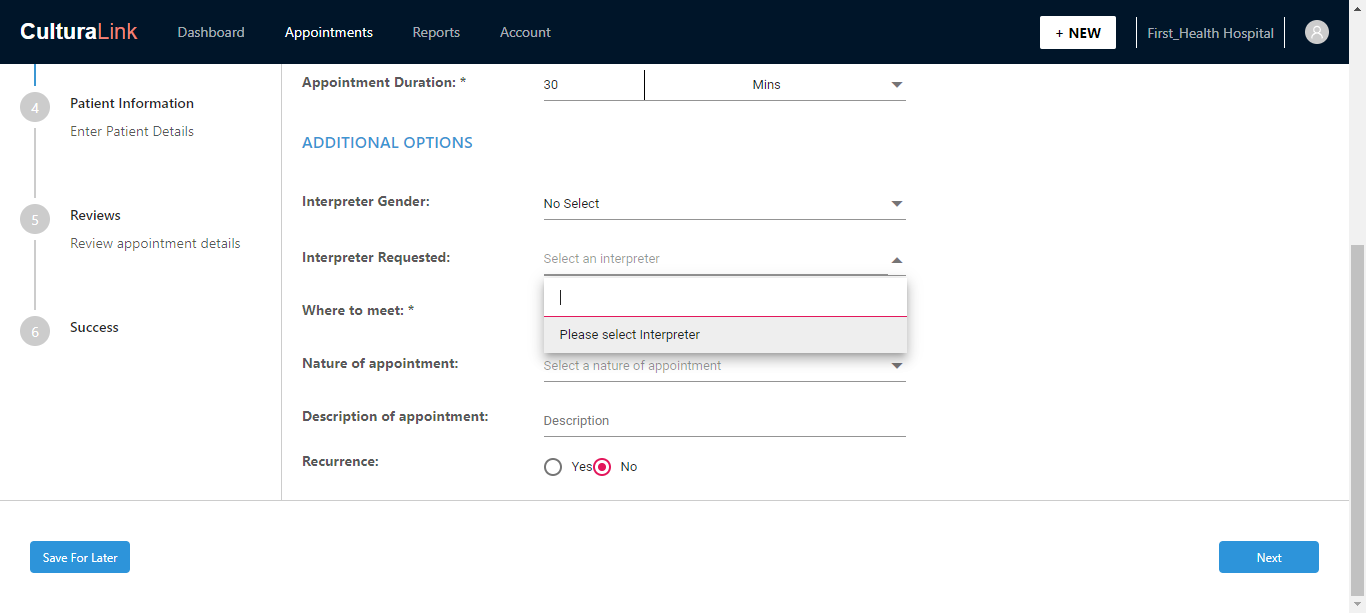 CulturaLink Dashboard Appointments Reports Account + NEW First_Health Hospital
4 Patient Information
Enter Patient Details
5 Reviews
Review appointment details
6 Success
Appointment Duration: * 30 Mins
ADDITIONAL OPTIONS
Interpreter Gender: No Select
Interpreter Requested: Select an interpreter
Please select Interpreter
Where to meet: *
Nature of appointment: Select a nature of appointment
Description of appointment: Description
Recurrence: Yes No
Save For Later Next